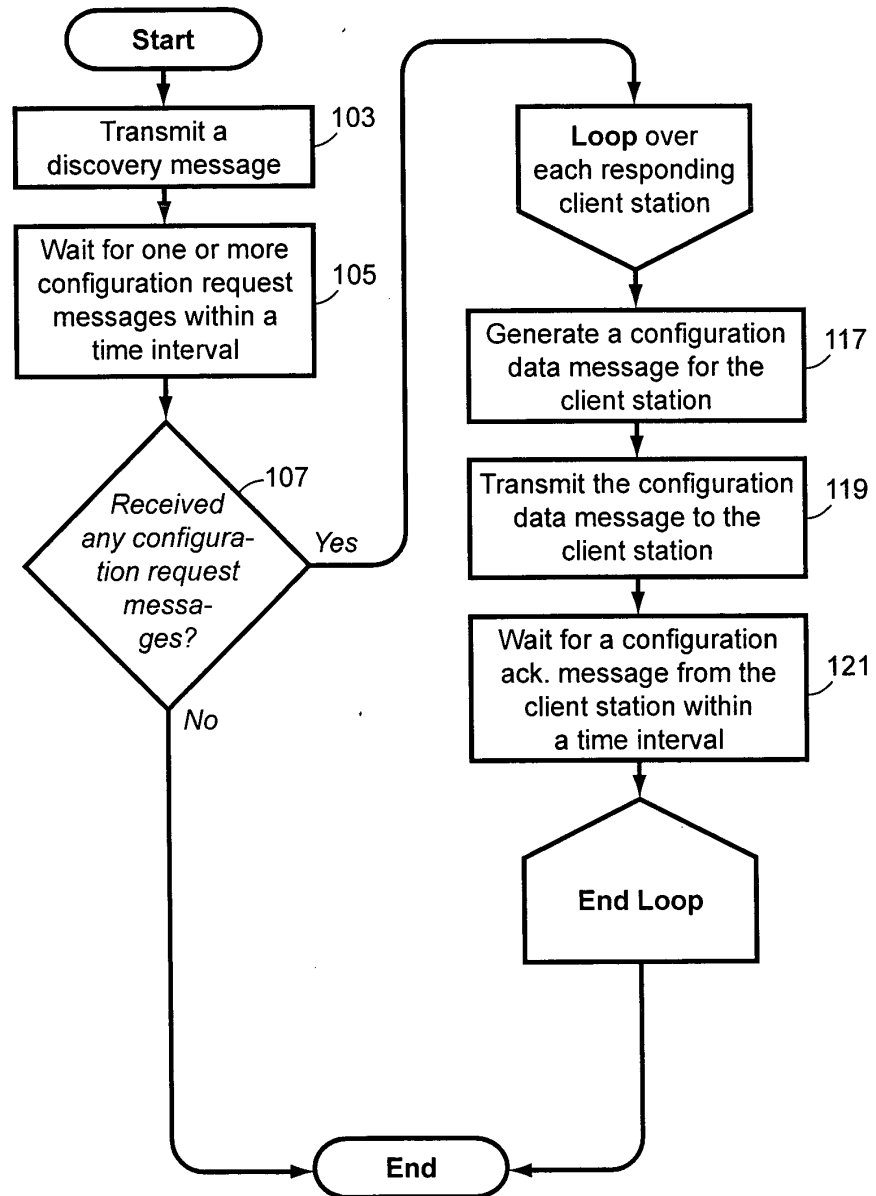 Start
Transmit a
discovery message
103
Wait for one or more
configuration request
messages within a
time interval
105
Received
any configura-
tion request
messa-
ges?
107
Yes
No
Loop over
each responding
client station
Generate a configuration
data message for the
client station
117
Transmit the configuration
data message to the
client station
119
Wait for a configuration
ack. message from the
client station within
a time interval
121
End Loop
End